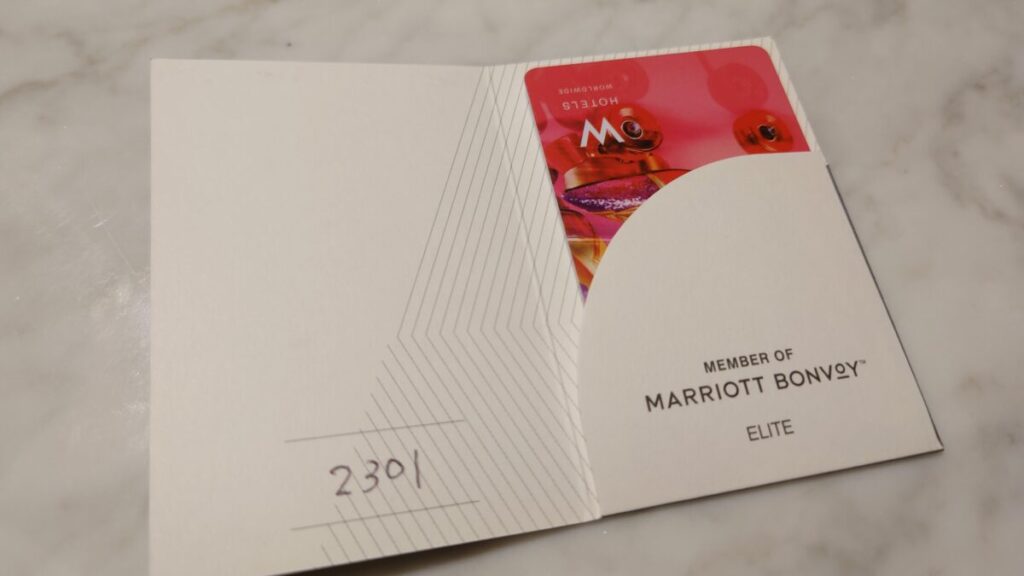 2301
W
HOTELS
WORLDWIDE
MEMBER OF
MARRIOTT BONVOY™
ELITE